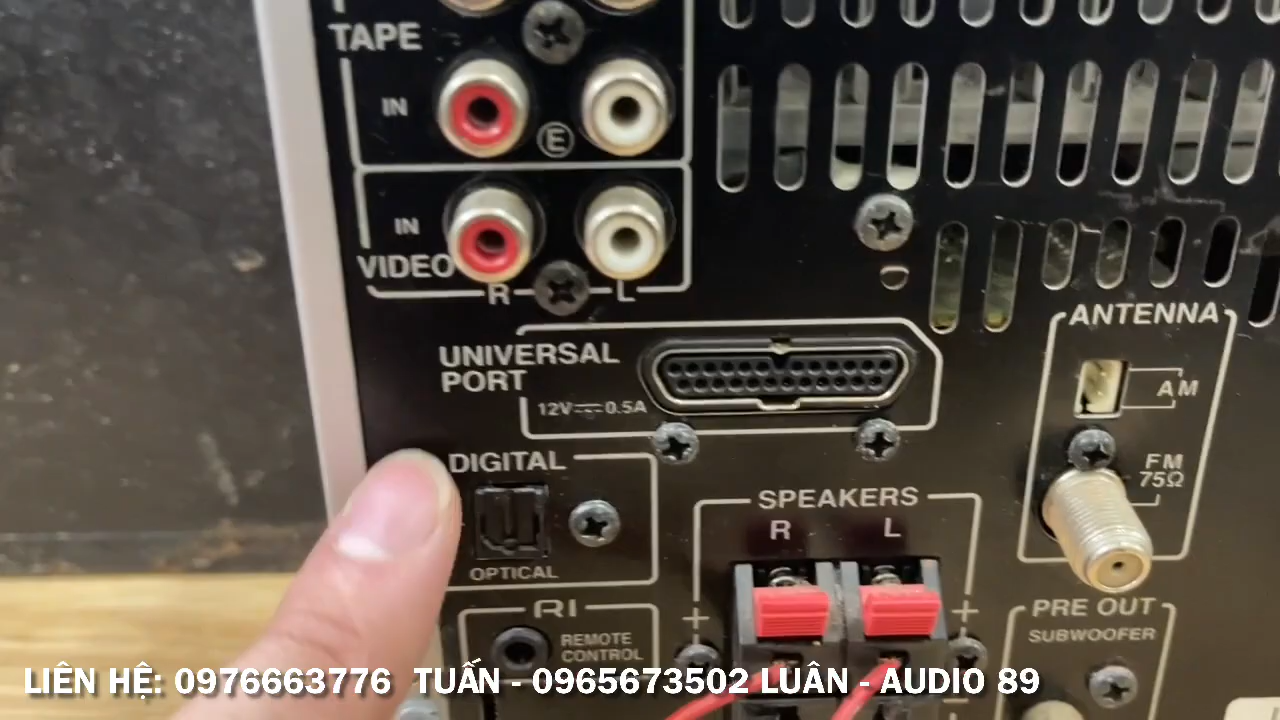 TAPE
IN
E
IN
VIDEO
R L
UNIVERSAL
PORT
12V⎓0.5A
ANTENNA
AM
FM
75Ω
DIGITAL
OPTICAL
SPEAKERS
R L
+ +
RI
REMOTE
CONTROL
PRE OUT
SUBWOOFER
LIÊN HỆ: 0976663776 TUẤN - 0965673502 LUÂN - AUDIO 89